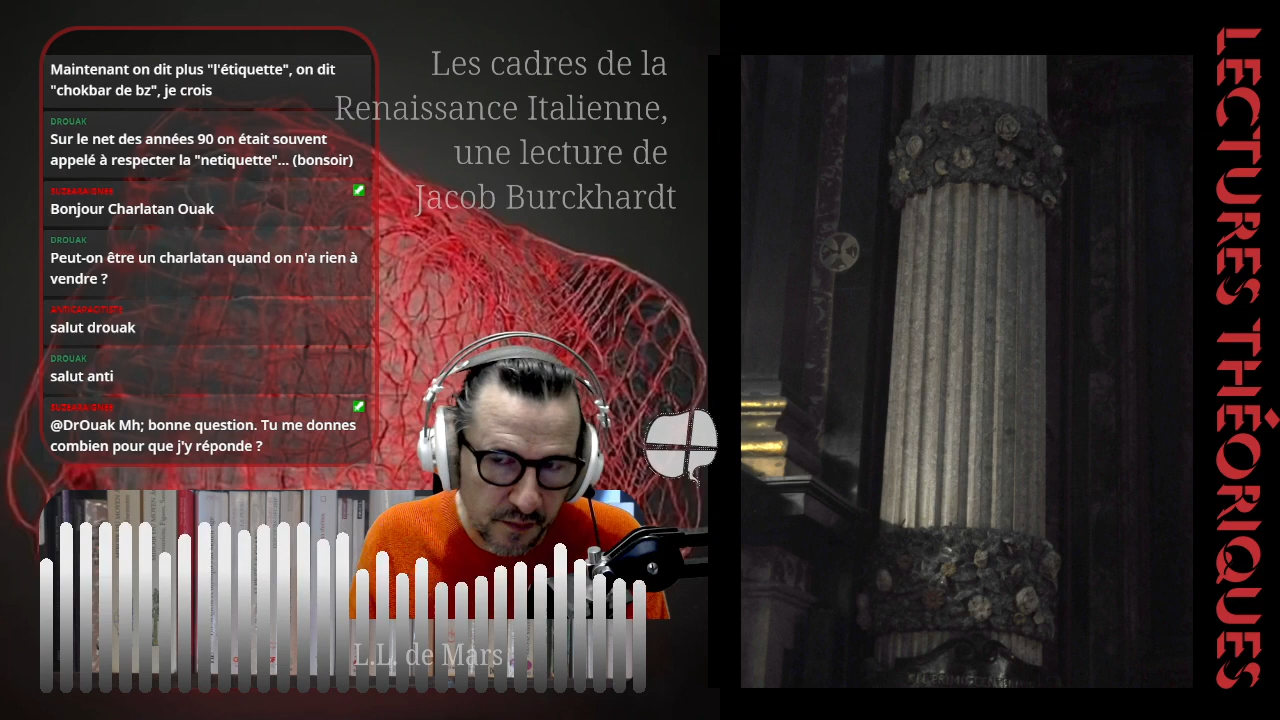 Maintenant on dit plus "l'étiquette", on dit
"chokbar de bz", je crois
DROUAK
Sur le net des années 90 on était souvent
appelé à respecter la "netiquette"... (bonsoir)
SUZEARAIGNEE
Bonjour Charlatan Ouak
DROUAK
Peut-on être un charlatan quand on n'a rien à
vendre ?
salut drouak
DROUAK
salut anti
SUZEARAIGNEE
@DrOuak Mh; bonne question. Tu me donnes
combien pour que j'y réponde ?
Les cadres de la
Renaissance Italienne,
une lecture de
Jacob Burckhardt
L.L. de Mars
LECTURES THÉORIQUES